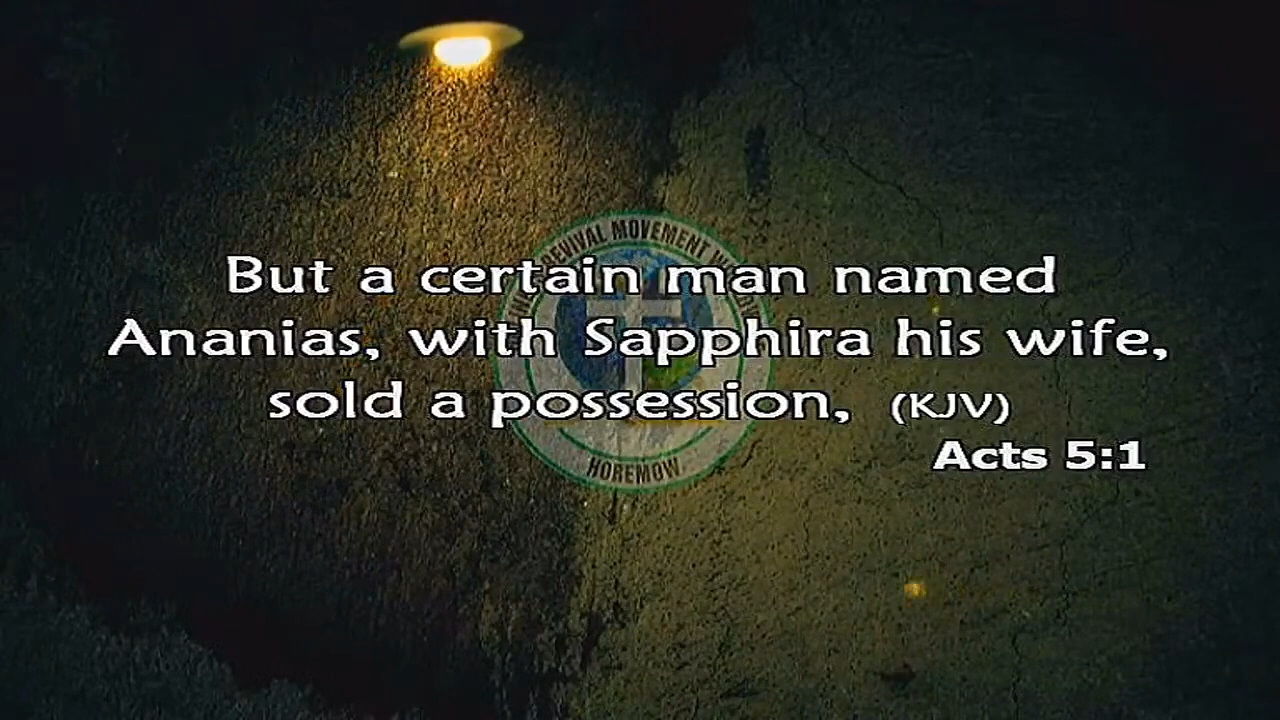 But a certain man named
Ananias, with Sapphira his wife,
sold a possession, (KJV)
Acts 5:1
REVIVAL MOVEMENT
HOREMOW